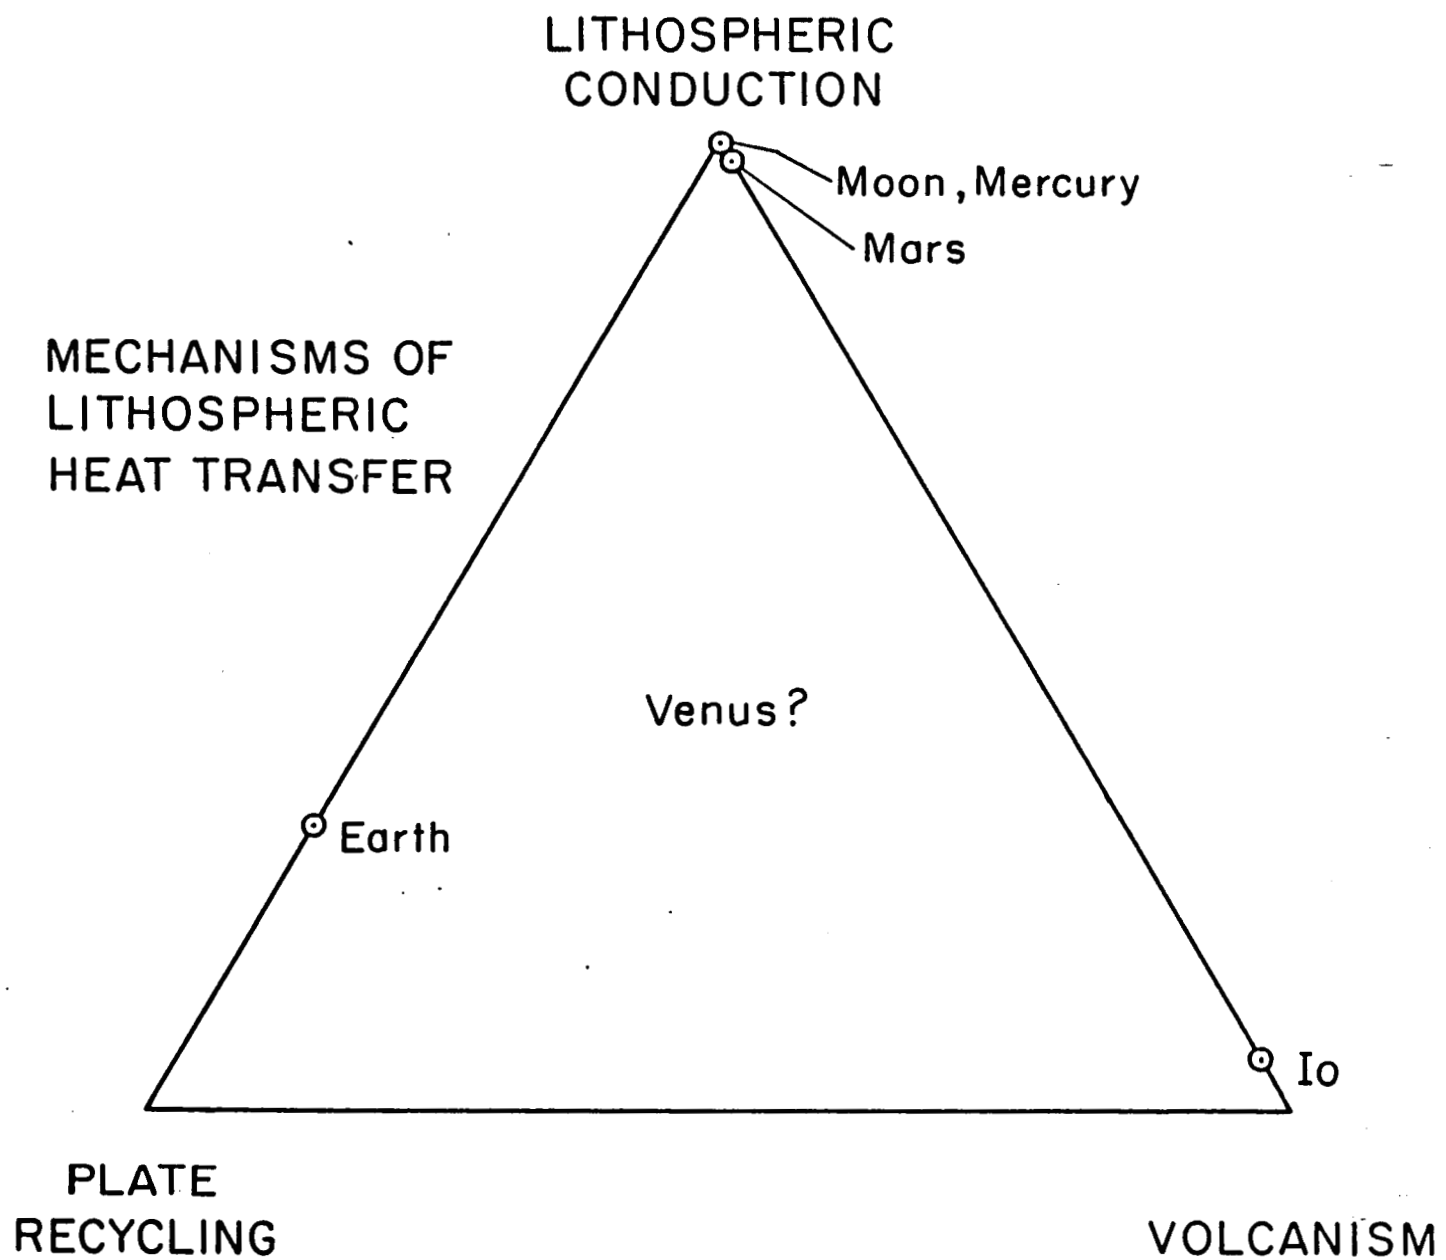 LITHOSPHERIC
CONDUCTION
Moon, Mercury
Mars
MECHANISMS OF
LITHOSPHERIC
HEAT TRANSFER
Venus?
Earth
Io
PLATE
RECYCLING
VOLCANISM